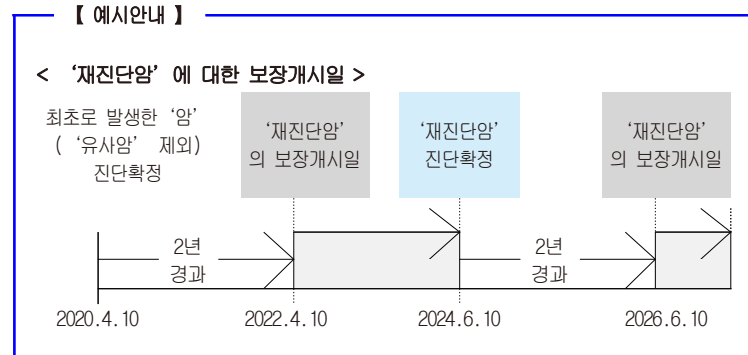 【 예시안내 】
< ‘재진단암’ 에 대한 보장개시일 >
최초로 발생한 ‘암’
( ‘유사암’ 제외)
진단확정
‘재진단암’
의 보장개시일
‘재진단암’
진단확정
‘재진단암’
의 보장개시일
2년
경과
2년
경과
2020.4.10
2022.4.10
2024.6.10
2026.6.10